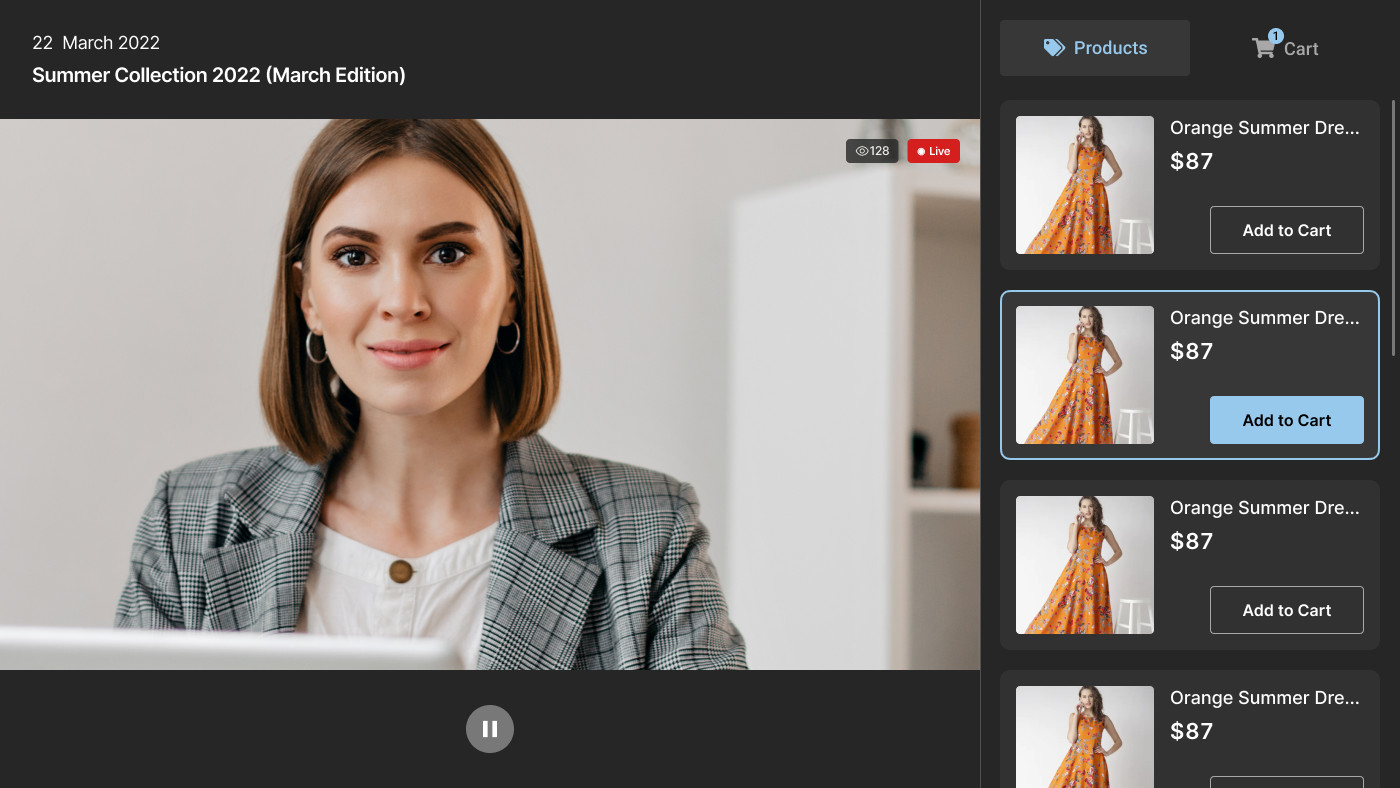 22 March 2022
Summer Collection 2022 (March Edition)
128
Live
Products
1
Cart
Orange Summer Dre...
$87
Add to Cart
Orange Summer Dre...
$87
Add to Cart
Orange Summer Dre...
$87
Add to Cart
Orange Summer Dre...
$87